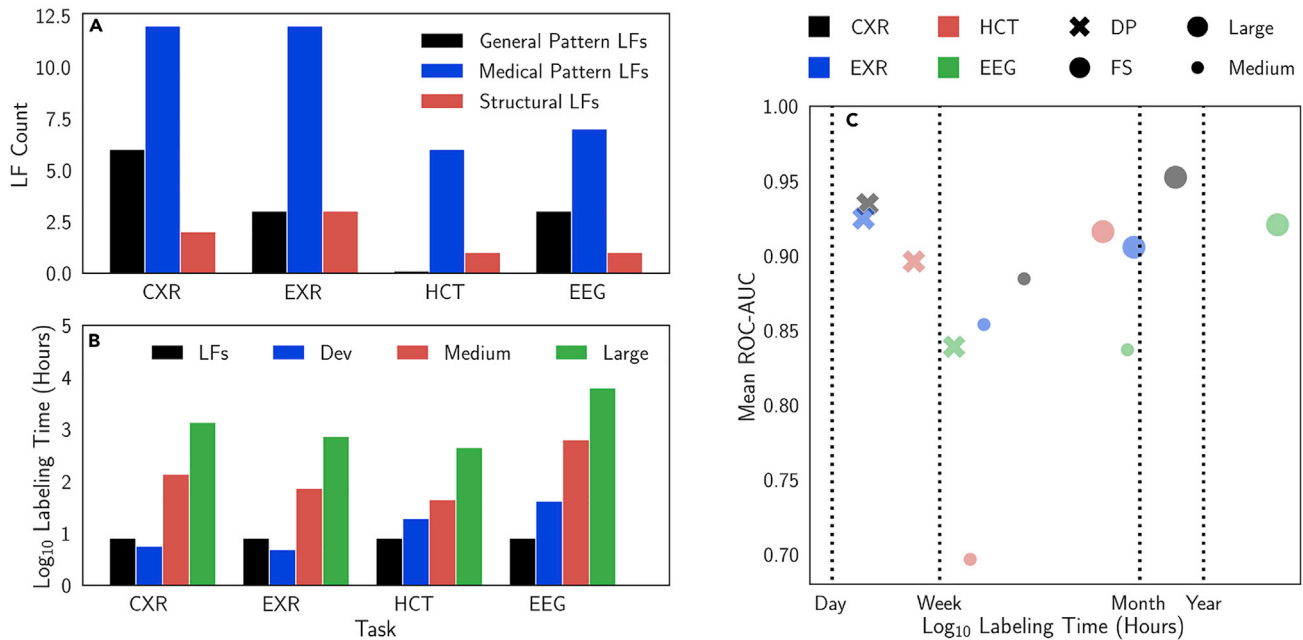 A
12.5
10.0
7.5
5.0
2.5
0.0
LF Count
General Pattern LFs
Medical Pattern LFs
Structural LFs
CXR EXR HCT EEG
B
5
4
3
2
1
0
Log10 Labeling Time (Hours)
LFs Dev Medium Large
CXR EXR HCT EEG
Task
CXR HCT DP Large
EXR EEG FS Medium
C
1.00
0.95
0.90
0.85
0.80
0.75
0.70
Mean ROC-AUC
Day Week Month Year
Log10 Labeling Time (Hours)